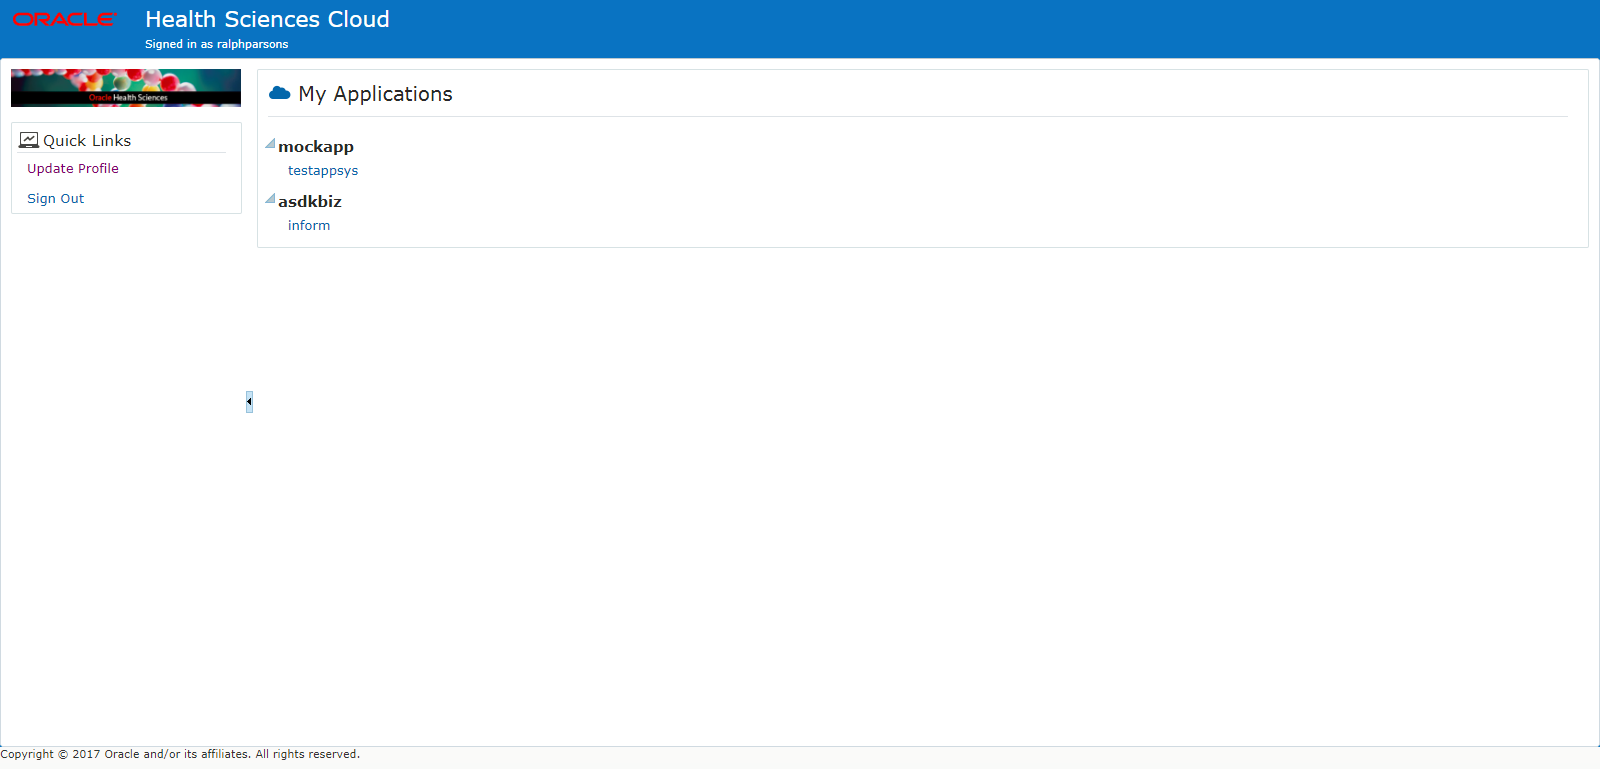 ORACLE
Health Sciences Cloud
Signed in as ralphparsons
Oracle Health Sciences
Quick Links
Update Profile
Sign Out
My Applications
mockapp
testappsys
asdkbiz
inform
Copyright © 2017 Oracle and/or its affiliates. All rights reserved.